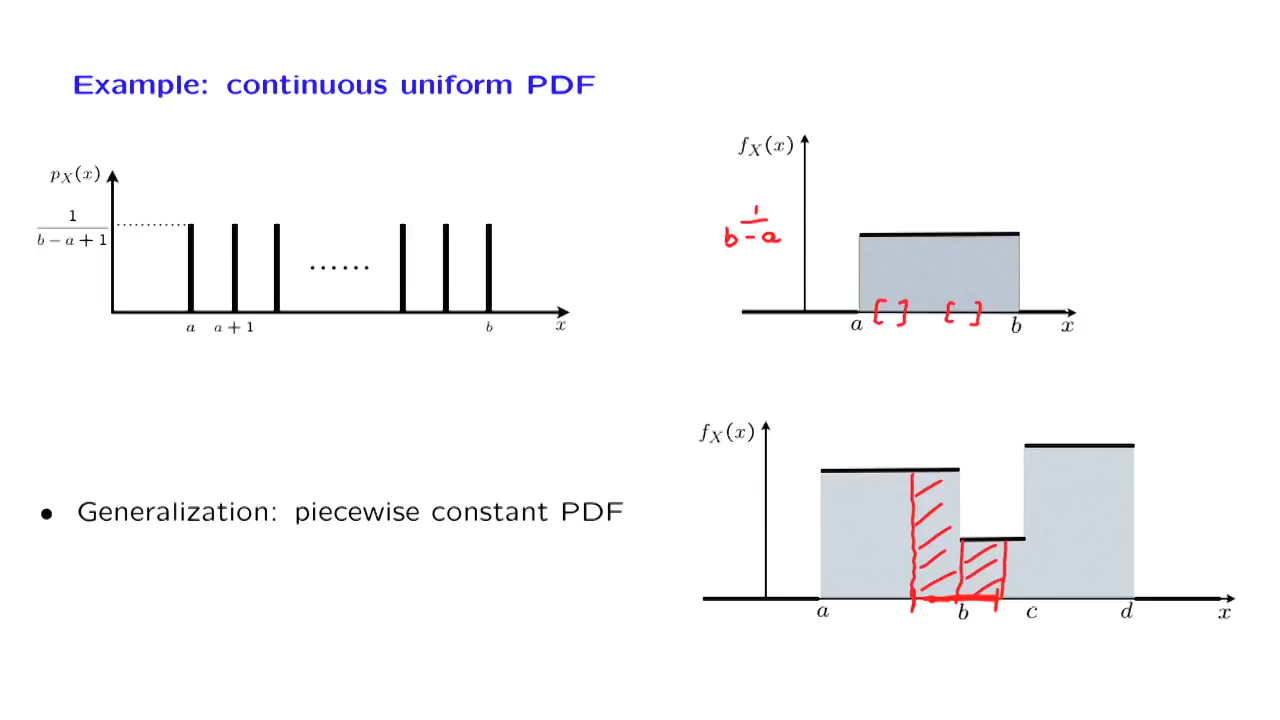 Example: continuous uniform PDF
p_X(x)
1
b − a + 1
a a + 1 b x
......
f_X(x)
1
b - a
[ ] [ ]
a b x
• Generalization: piecewise constant PDF
f_X(x)
a b c d x